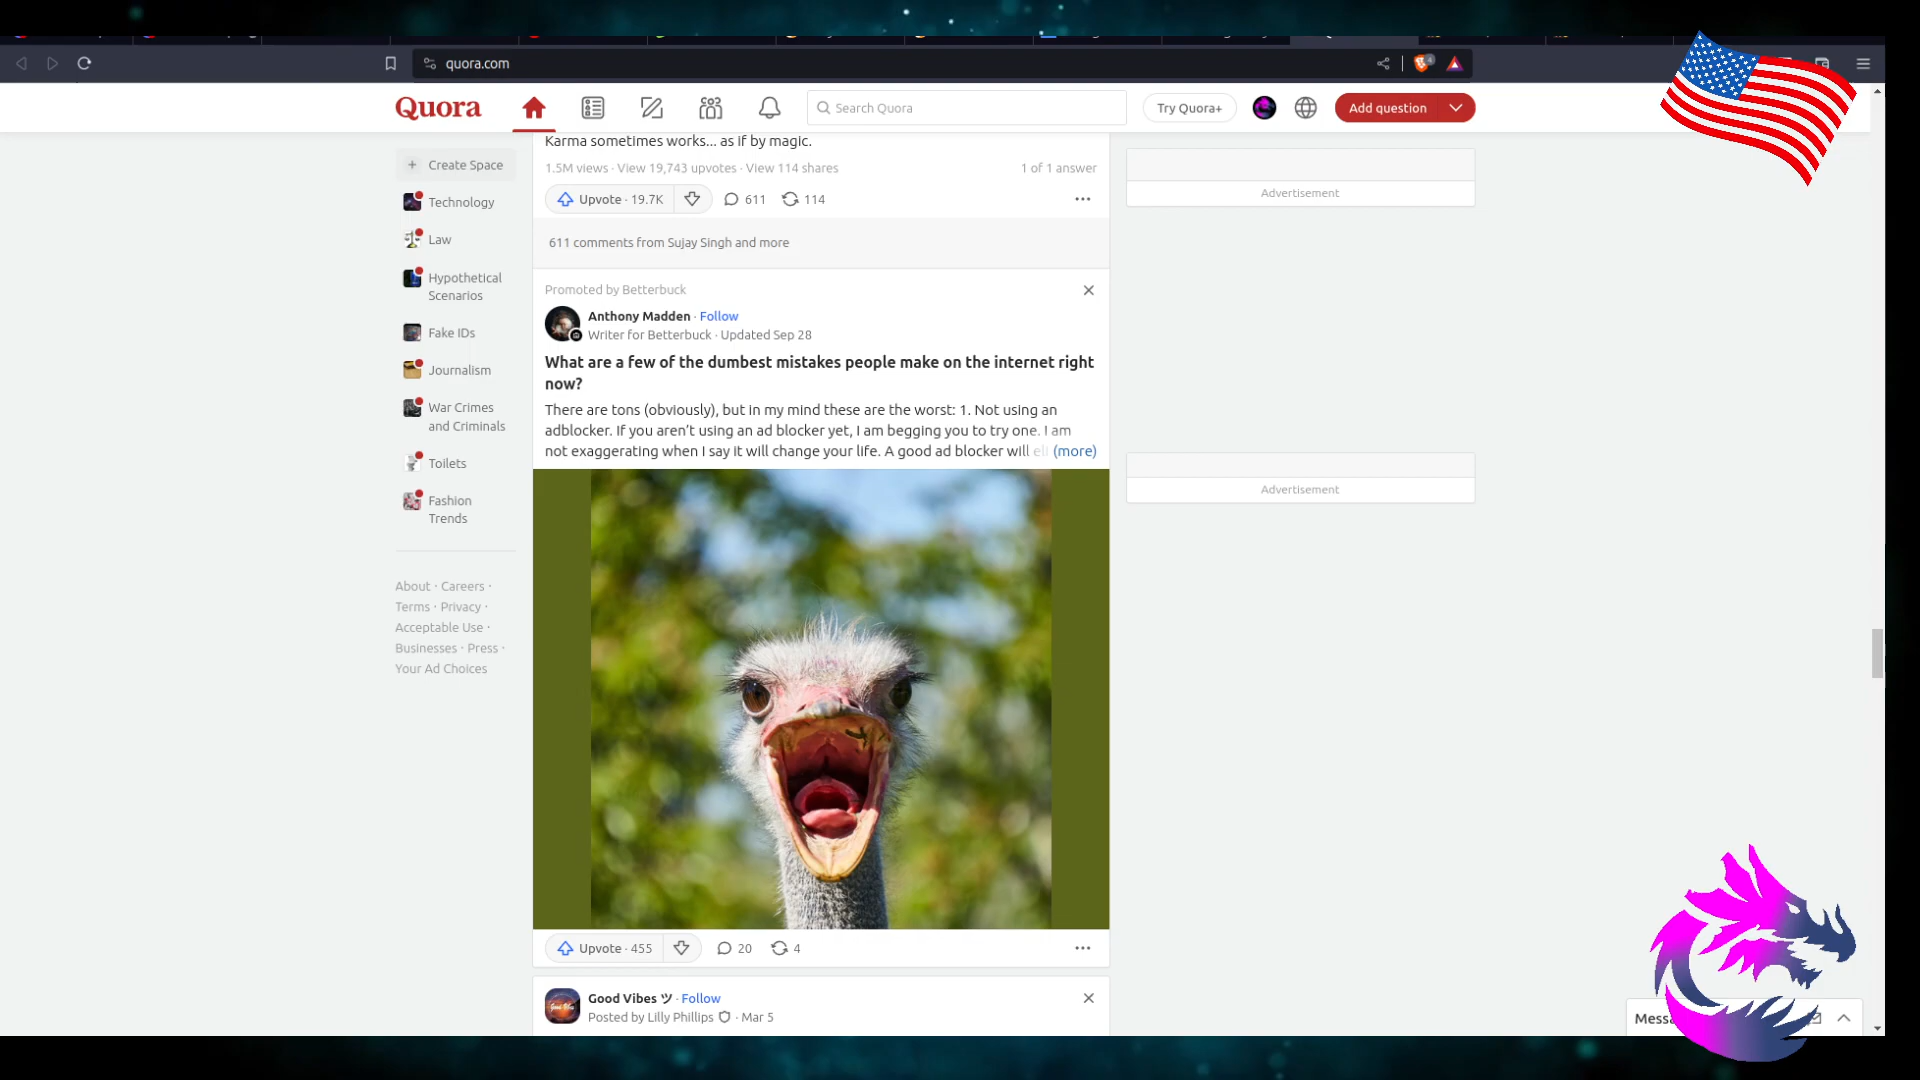 quora.com
4
Quora
Search Quora
Try Quora+
Add question
Create Space
Technology
Law
Hypothetical
Scenarios
Fake IDs
Journalism
War Crimes
and Criminals
Toilets
Fashion
Trends
About · Careers ·
Terms · Privacy ·
Acceptable Use ·
Businesses · Press ·
Your Ad Choices
Karma sometimes works... as if by magic.
1.5M views · View 19,743 upvotes · View 114 shares
1 of 1 answer
Upvote · 19.7K
611
114
611 comments from Sujay Singh and more
Promoted by Betterbuck
Anthony Madden · Follow
Writer for Betterbuck · Updated Sep 28
What are a few of the dumbest mistakes people make on the internet right
now?
There are tons (obviously), but in my mind these are the worst: 1. Not using an
adblocker. If you aren’t using an ad blocker yet, I am begging you to try one. I am
not exaggerating when I say it will change your life. A good ad blocker will eli (more)
Upvote · 455
20
4
Good Vibes ツ · Follow
Posted by Lilly Phillips · Mar 5
Advertisement
Advertisement
Messa